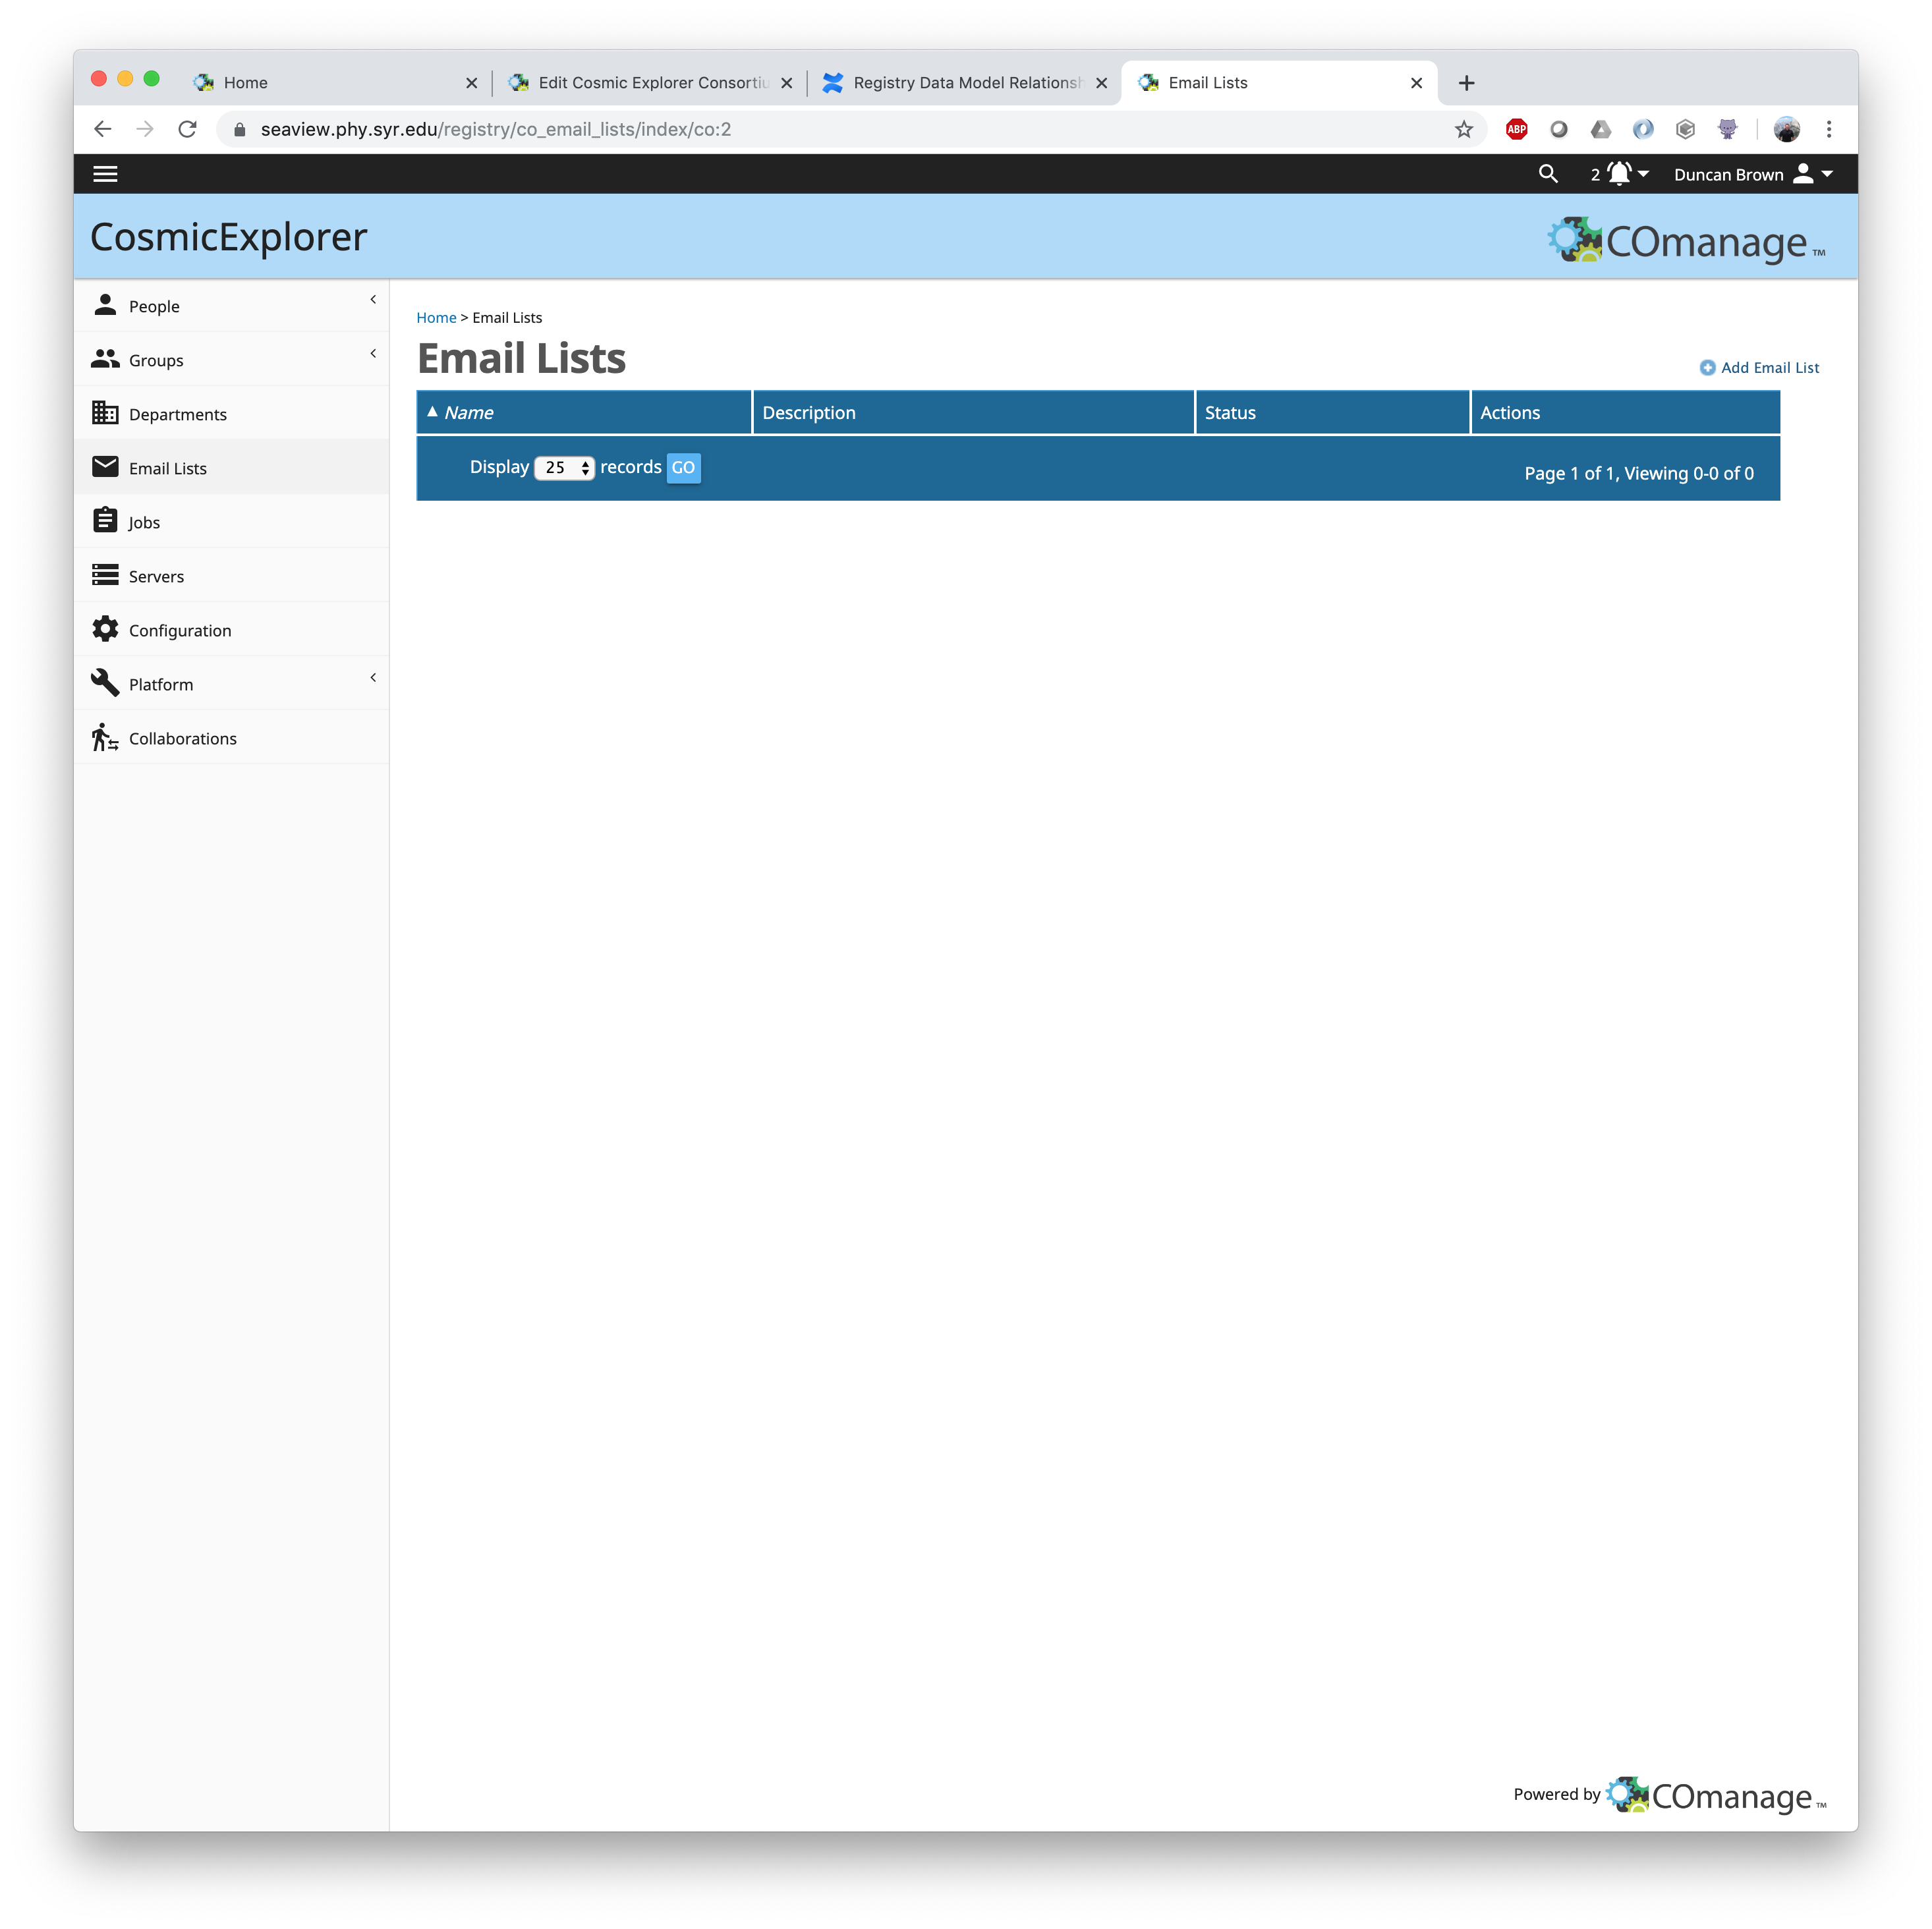 Home
Edit Cosmic Explorer Consortiu
Registry Data Model Relationsh
Email Lists
seaview.phy.syr.edu/registry/co_email_lists/index/co:2
ABP
2
Duncan Brown
CosmicExplorer
COmanage TM
People
Groups
Departments
Email Lists
Jobs
Servers
Configuration
Platform
Collaborations
Home > Email Lists
Email Lists
Add Email List
Name Description Status Actions
Display 25 records GO
Page 1 of 1, Viewing 0-0 of 0
Powered by COmanage TM